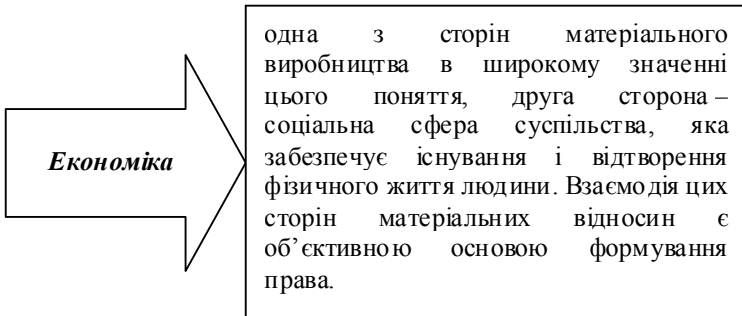 Економіка
одна з сторін матеріального
виробництва в широкому значенні
цього поняття, друга сторона –
соціальна сфера суспільства, яка
забезпечує існування і відтворення
фізичного життя людини. Взаємодія цих
сторін матеріальних відносин є
об’єктивною основою формування
права.